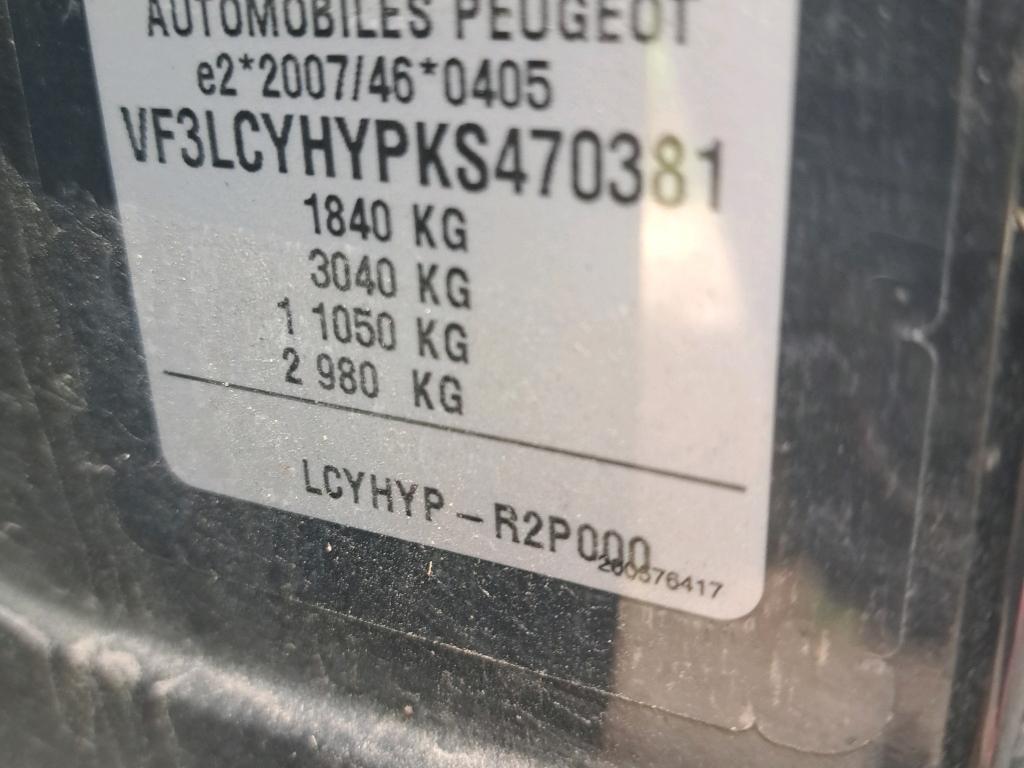 AUTOMOBILES PEUGEOT
e2*2007/46*0405
VF3LCYHYPKS470381
1840 KG
3040 KG
1 1050 KG
2 980 KG
LCYHYP - R2P000